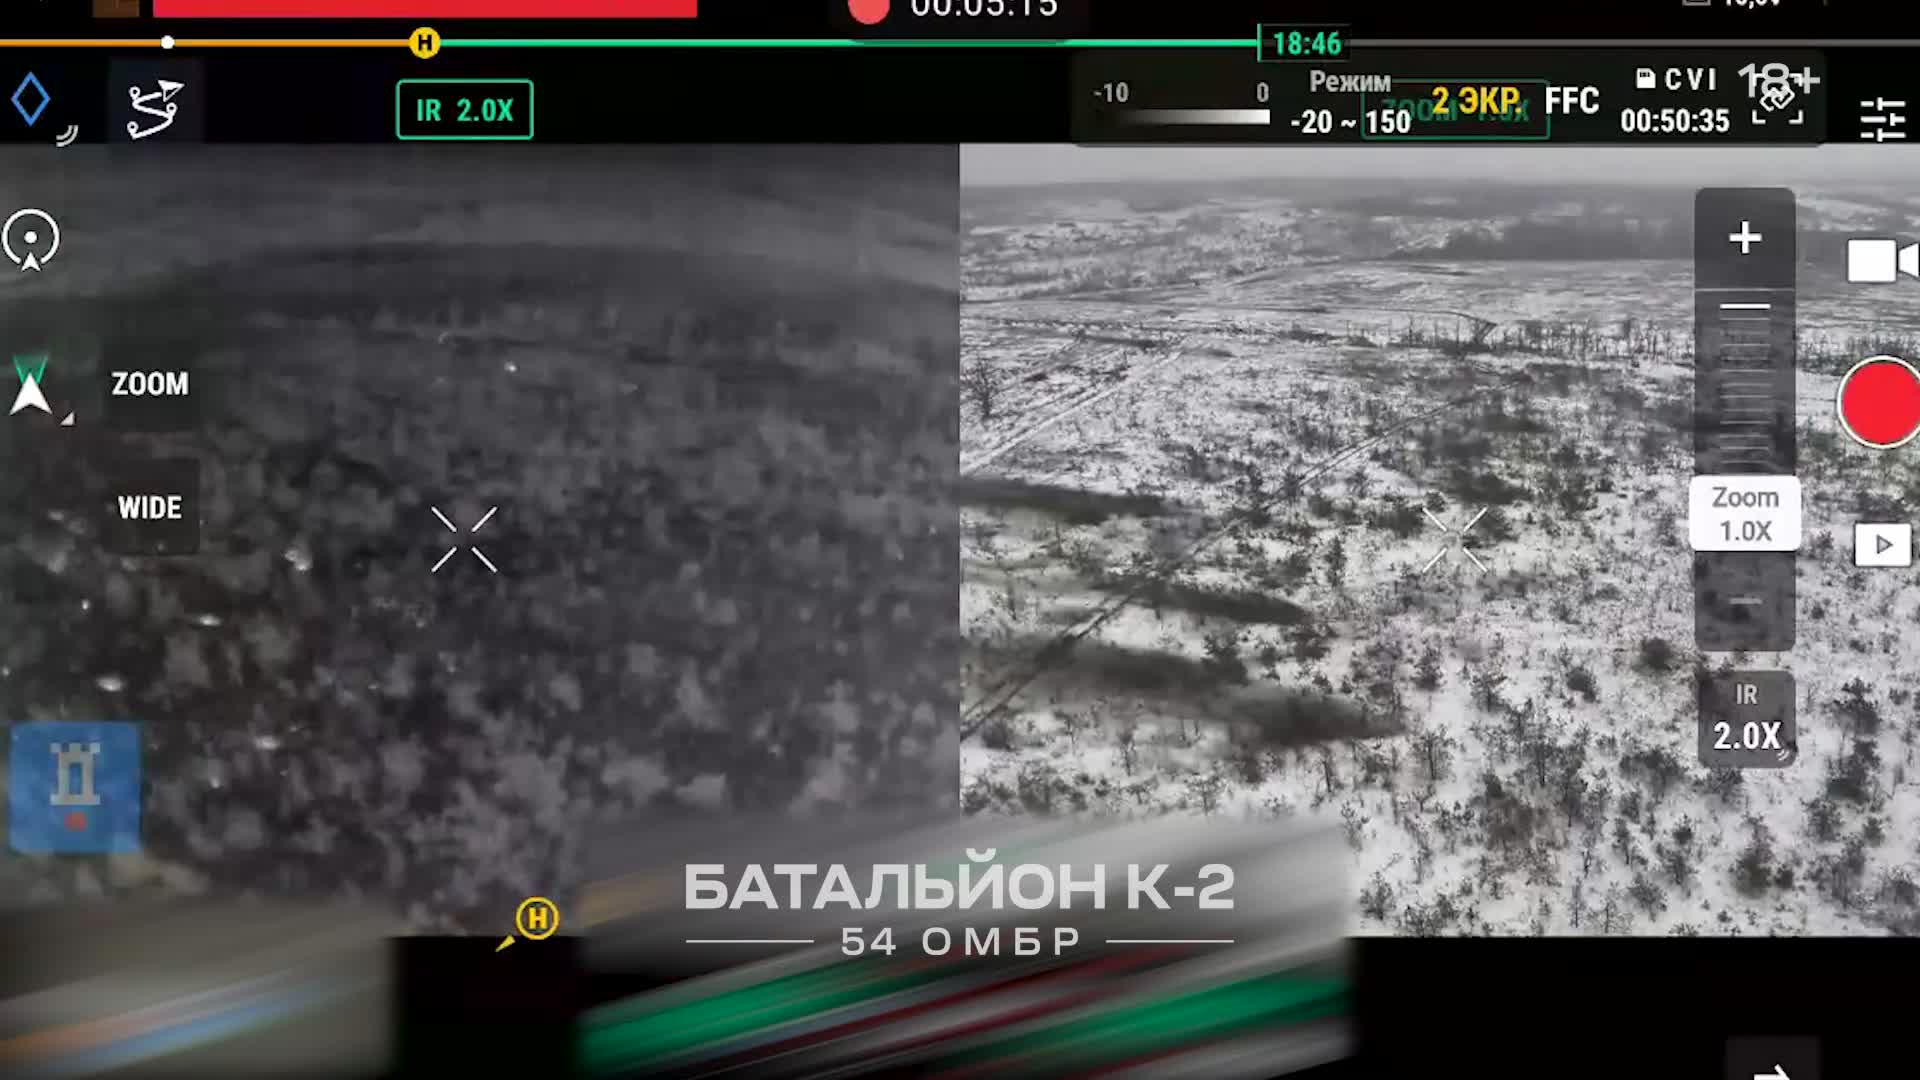 00:05:15
H
18:46
IR 2.0X
-10
0
Режим
-20 ~ 150
2 ЭКР.
FFC
CVI
00:50:35
18+
ZOOM
WIDE
Zoom
1.0X
IR
2.0X
H
БАТАЛЬЙОН К-2
54 ОМБР